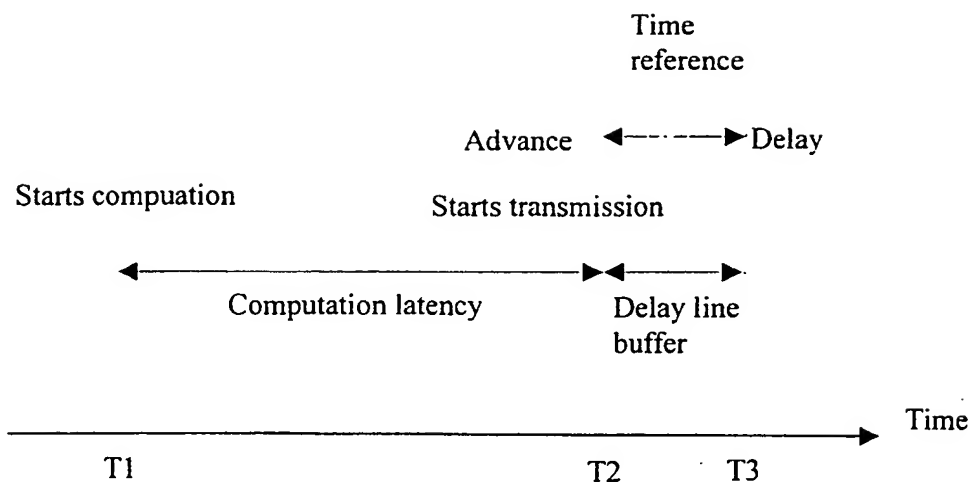 Time
reference
Advance
Delay
Starts compuation
Starts transmission
Computation latency
Delay line
buffer
Time
T1
T2
T3